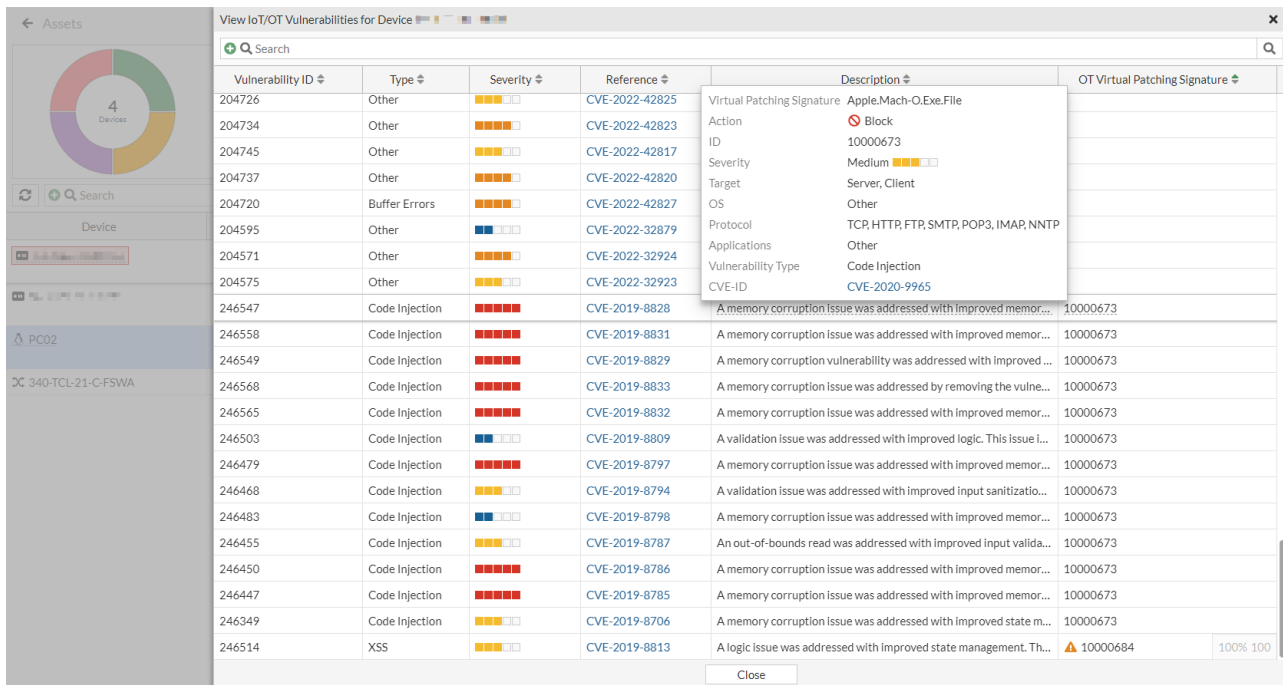 Assets
4
Devices
Search
Device
PC02
340-TCL-21-C-FSWA
View IoT/OT Vulnerabilities for Device
Search
Vulnerability ID Type Severity Reference Description OT Virtual Patching Signature
204726 Other CVE-2022-42825
204734 Other CVE-2022-42823
204745 Other CVE-2022-42817
204737 Other CVE-2022-42820
204720 Buffer Errors CVE-2022-42827
204595 Other CVE-2022-32879
204571 Other CVE-2022-32924
204575 Other CVE-2022-32923
Virtual Patching Signature Apple.Mach-O.Exe.File
Action Block
ID 10000673
Severity Medium
Target Server, Client
OS Other
Protocol TCP, HTTP, FTP, SMTP, POP3, IMAP, NNTP
Applications Other
Vulnerability Type Code Injection
CVE-ID CVE-2020-9965
246547 Code Injection CVE-2019-8828 A memory corruption issue was addressed with improved memor... 10000673
246558 Code Injection CVE-2019-8831 A memory corruption issue was addressed with improved memor... 10000673
246549 Code Injection CVE-2019-8829 A memory corruption vulnerability was addressed with improved ... 10000673
246568 Code Injection CVE-2019-8833 A memory corruption issue was addressed by removing the vulne... 10000673
246565 Code Injection CVE-2019-8832 A memory corruption issue was addressed with improved memor... 10000673
246503 Code Injection CVE-2019-8809 A validation issue was addressed with improved logic. This issue i... 10000673
246479 Code Injection CVE-2019-8797 A memory corruption issue was addressed with improved memor... 10000673
246468 Code Injection CVE-2019-8794 A validation issue was addressed with improved input sanitizatio... 10000673
246483 Code Injection CVE-2019-8798 A memory corruption issue was addressed with improved memor... 10000673
246455 Code Injection CVE-2019-8787 An out-of-bounds read was addressed with improved input valida... 10000673
246450 Code Injection CVE-2019-8786 A memory corruption issue was addressed with improved memor... 10000673
246447 Code Injection CVE-2019-8785 A memory corruption issue was addressed with improved memor... 10000673
246349 Code Injection CVE-2019-8706 A memory corruption issue was addressed with improved state m... 10000673
246514 XSS CVE-2019-8813 A logic issue was addressed with improved state management. Th... 10000684 100% 100
Close